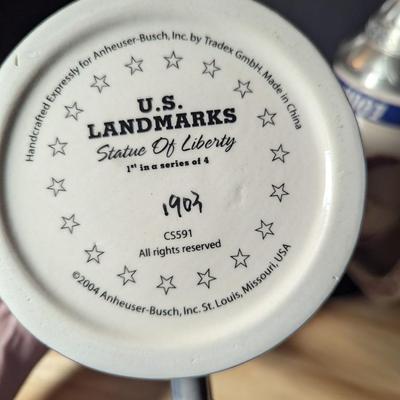 Handcrafted Expressly for Anheuser-Busch, Inc. by Tradex GmbH. Made in China
U.S.
LANDMARKS
Statue Of Liberty
1st in a series of 4
1903
CS591
All rights reserved
©2004 Anheuser-Busch, Inc. St. Louis, Missouri, USA